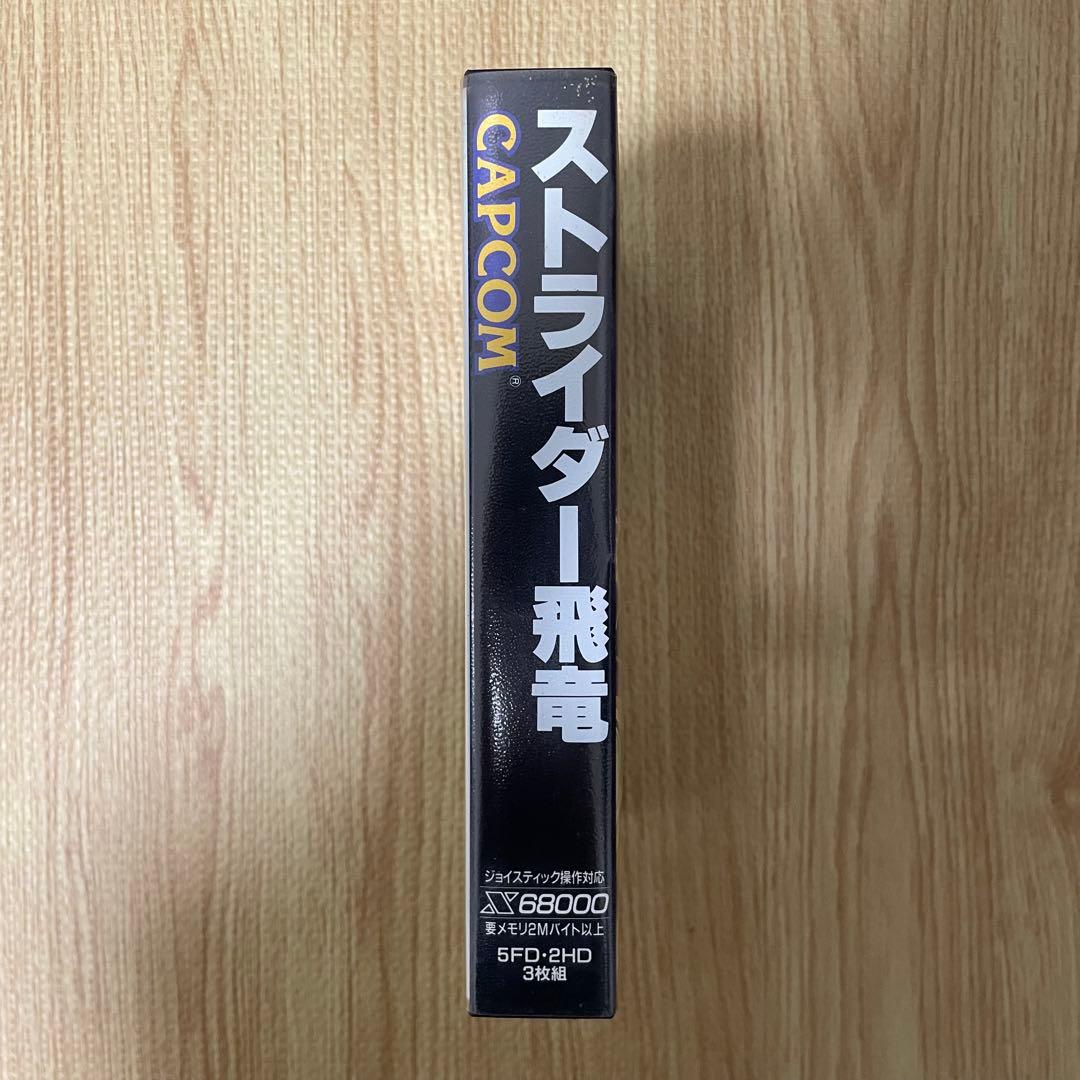 ストライダー飛竜
CAPCOM®
ジョイスティック操作対応
X68000
要メモリ2Mバイト以上
5FD・2HD
3枚組